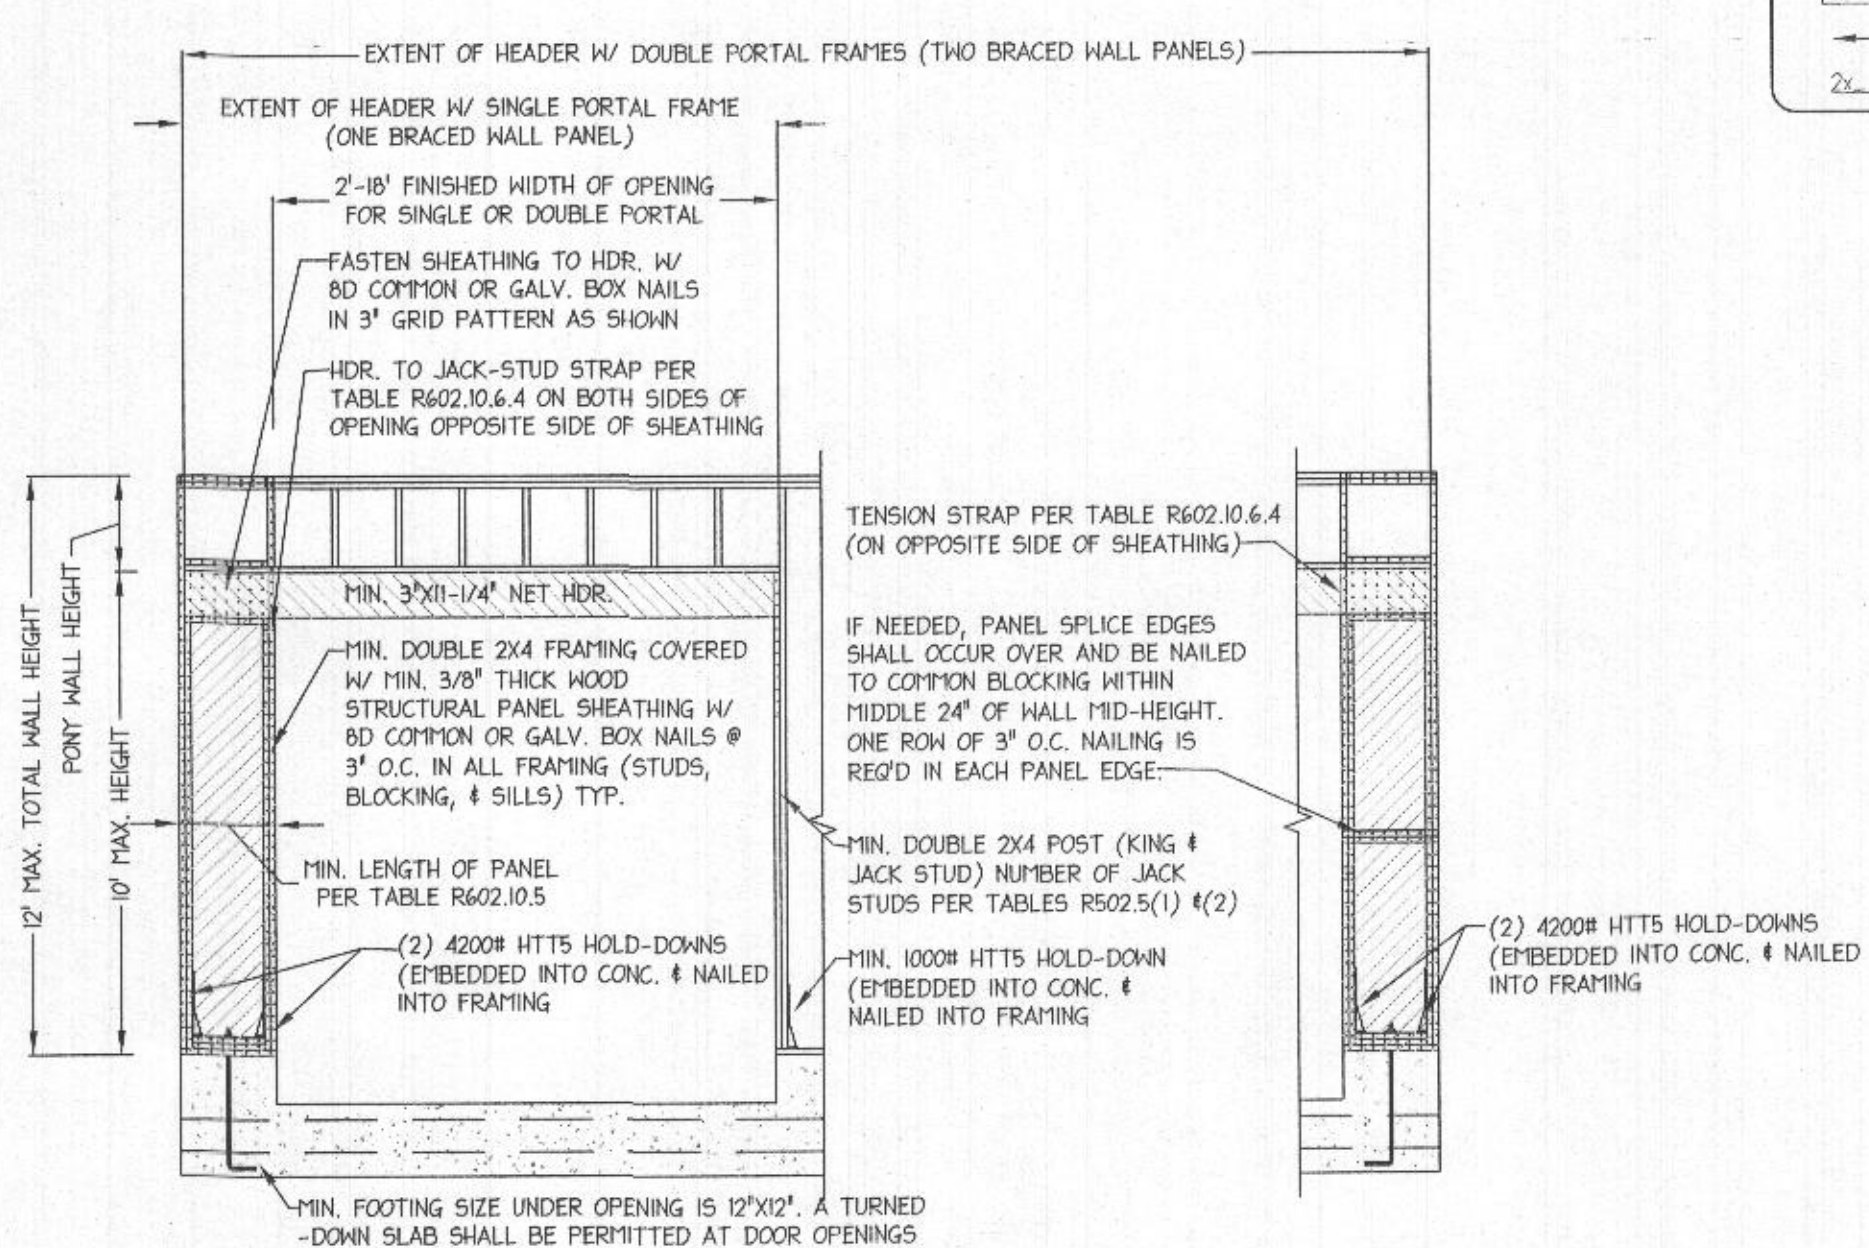 EXTENT OF HEADER W/ DOUBLE PORTAL FRAMES (TWO BRACED WALL PANELS)
EXTENT OF HEADER W/ SINGLE PORTAL FRAME
(ONE BRACED WALL PANEL)
2'-18' FINISHED WIDTH OF OPENING
FOR SINGLE OR DOUBLE PORTAL
FASTEN SHEATHING TO HDR. W/
8D COMMON OR GALV. BOX NAILS
IN 3" GRID PATTERN AS SHOWN
HDR. TO JACK-STUD STRAP PER
TABLE R602.10.6.4 ON BOTH SIDES OF
OPENING OPPOSITE SIDE OF SHEATHING
12' MAX. TOTAL WALL HEIGHT
PONY WALL HEIGHT
10' MAX. HEIGHT
MIN. 3"X11-1/4" NET HDR.
MIN. DOUBLE 2X4 FRAMING COVERED
W/ MIN. 3/8" THICK WOOD
STRUCTURAL PANEL SHEATHING W/
8D COMMON OR GALV. BOX NAILS @
3" O.C. IN ALL FRAMING (STUDS,
BLOCKING, & SILLS) TYP.
MIN. LENGTH OF PANEL
PER TABLE R602.10.5
(2) 4200# HTT5 HOLD-DOWNS
(EMBEDDED INTO CONC. & NAILED
INTO FRAMING
MIN. FOOTING SIZE UNDER OPENING IS 12"X12". A TURNED
-DOWN SLAB SHALL BE PERMITTED AT DOOR OPENINGS
TENSION STRAP PER TABLE R602.10.6.4
(ON OPPOSITE SIDE OF SHEATHING)
IF NEEDED, PANEL SPLICE EDGES
SHALL OCCUR OVER AND BE NAILED
TO COMMON BLOCKING WITHIN
MIDDLE 24" OF WALL MID-HEIGHT.
ONE ROW OF 3" O.C. NAILING IS
REQ'D IN EACH PANEL EDGE.
MIN. DOUBLE 2X4 POST (KING &
JACK STUD) NUMBER OF JACK
STUDS PER TABLES R502.5(1) &(2)
MIN. 1000# HTT5 HOLD-DOWN
(EMBEDDED INTO CONC. &
NAILED INTO FRAMING
(2) 4200# HTT5 HOLD-DOWNS
(EMBEDDED INTO CONC. & NAILED
INTO FRAMING
2x